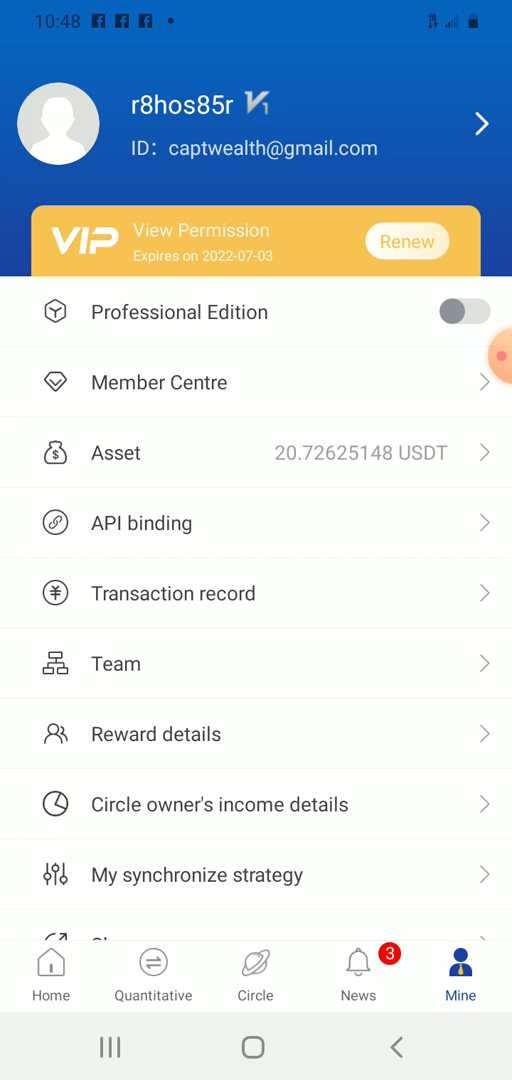 10:48
r8hos85r V1
ID: captwealth@gmail.com
VIP
View Permission
Expires on 2022-07-03
Renew
Professional Edition
Member Centre
Asset 20.72625148 USDT
API binding
Transaction record
Team
Reward details
Circle owner's income details
My synchronize strategy
3
Home Quantitative Circle News Mine